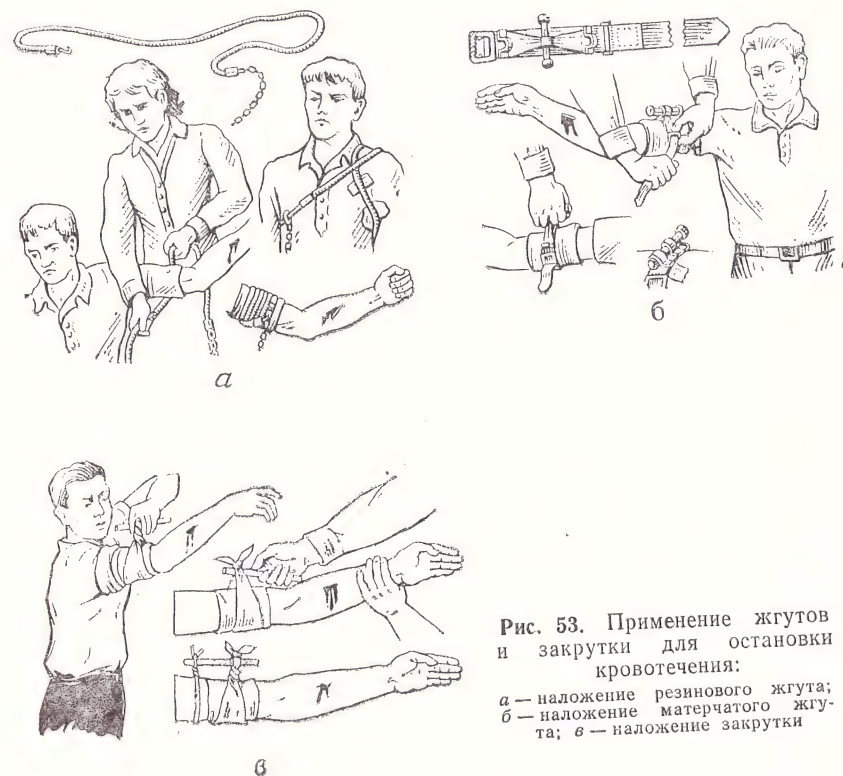 а
б
в
Рис. 53. Применение жгутов
и закрутки для остановки
кровотечения:
а — наложение резинового жгута;
б — наложение матерчатого жгу-
та; в — наложение закрутки